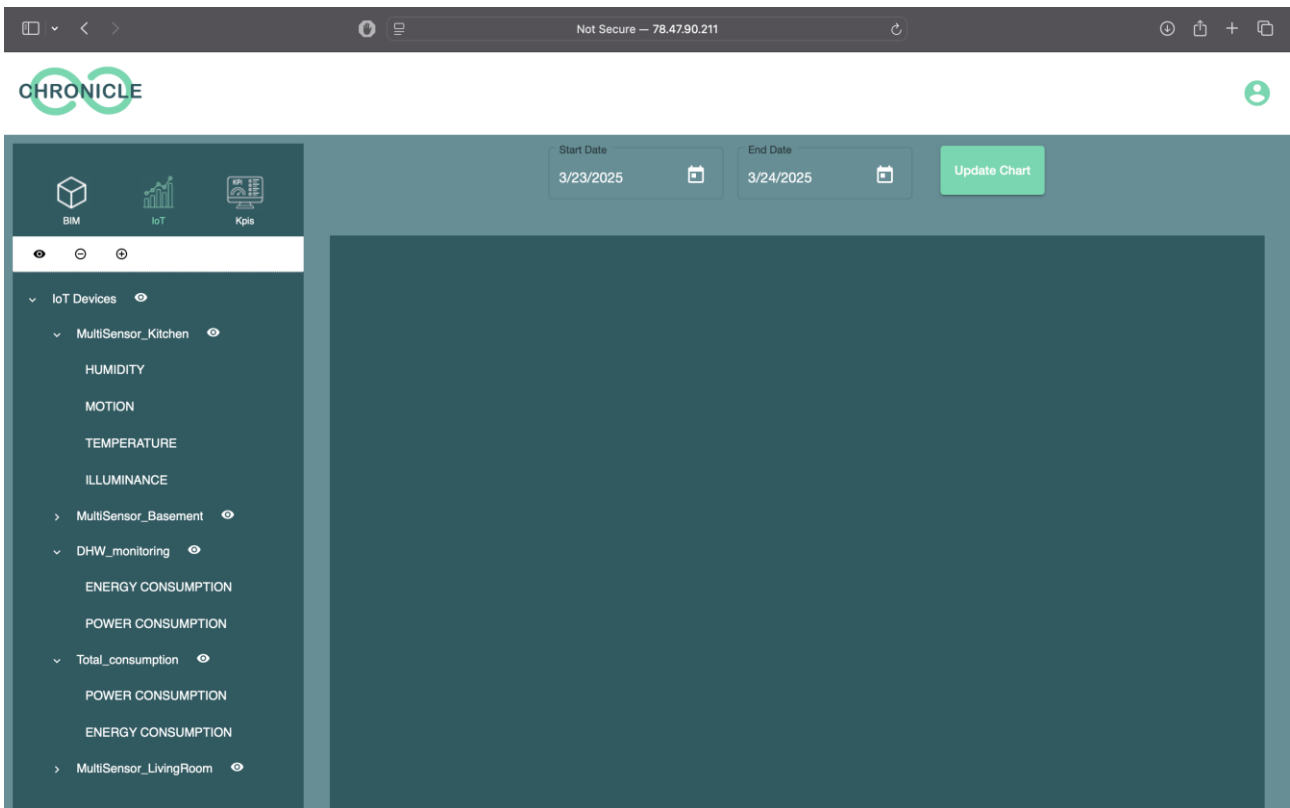 Not Secure — 78.47.90.211
CHRONICLE
Start Date
3/23/2025
End Date
3/24/2025
Update Chart
BIM
IoT
KPI
Kpis
IoT Devices
MultiSensor_Kitchen
HUMIDITY
MOTION
TEMPERATURE
ILLUMINANCE
MultiSensor_Basement
DHW_monitoring
ENERGY CONSUMPTION
POWER CONSUMPTION
Total_consumption
POWER CONSUMPTION
ENERGY CONSUMPTION
MultiSensor_LivingRoom